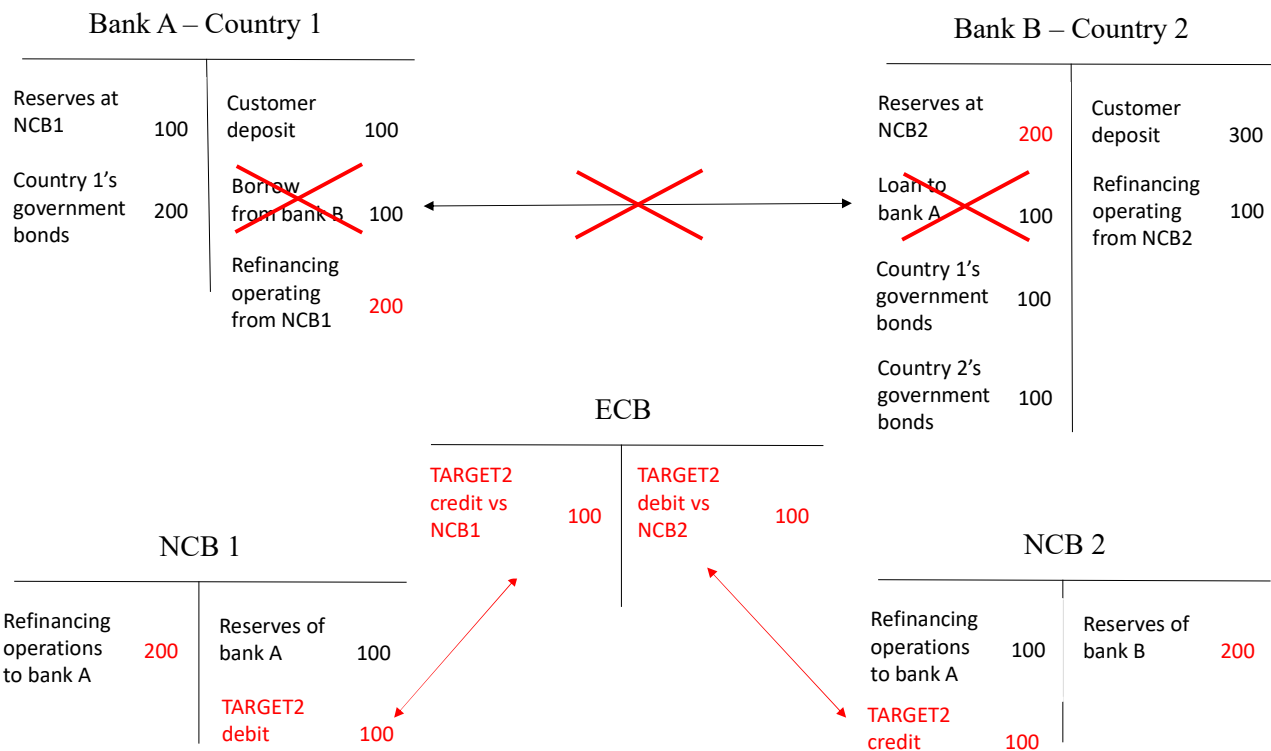 Bank A – Country 1
Reserves at
NCB1 100
Country 1's
government 200
bonds
Customer
deposit 100
Borrow
from bank B 100
Refinancing
operating 200
from NCB1
Bank B – Country 2
Reserves at
NCB2 200
Loan to
bank A 100
Country 1's
government 100
bonds
Country 2's
government 100
bonds
Customer
deposit 300
Refinancing
operating 100
from NCB2
ECB
TARGET2
credit vs 100
NCB1
TARGET2
debit vs 100
NCB2
NCB 1
Refinancing
operations 200
to bank A
Reserves of
bank A 100
TARGET2
debit 100
NCB 2
Refinancing
operations 100
to bank A
TARGET2
credit 100
Reserves of
bank B 200